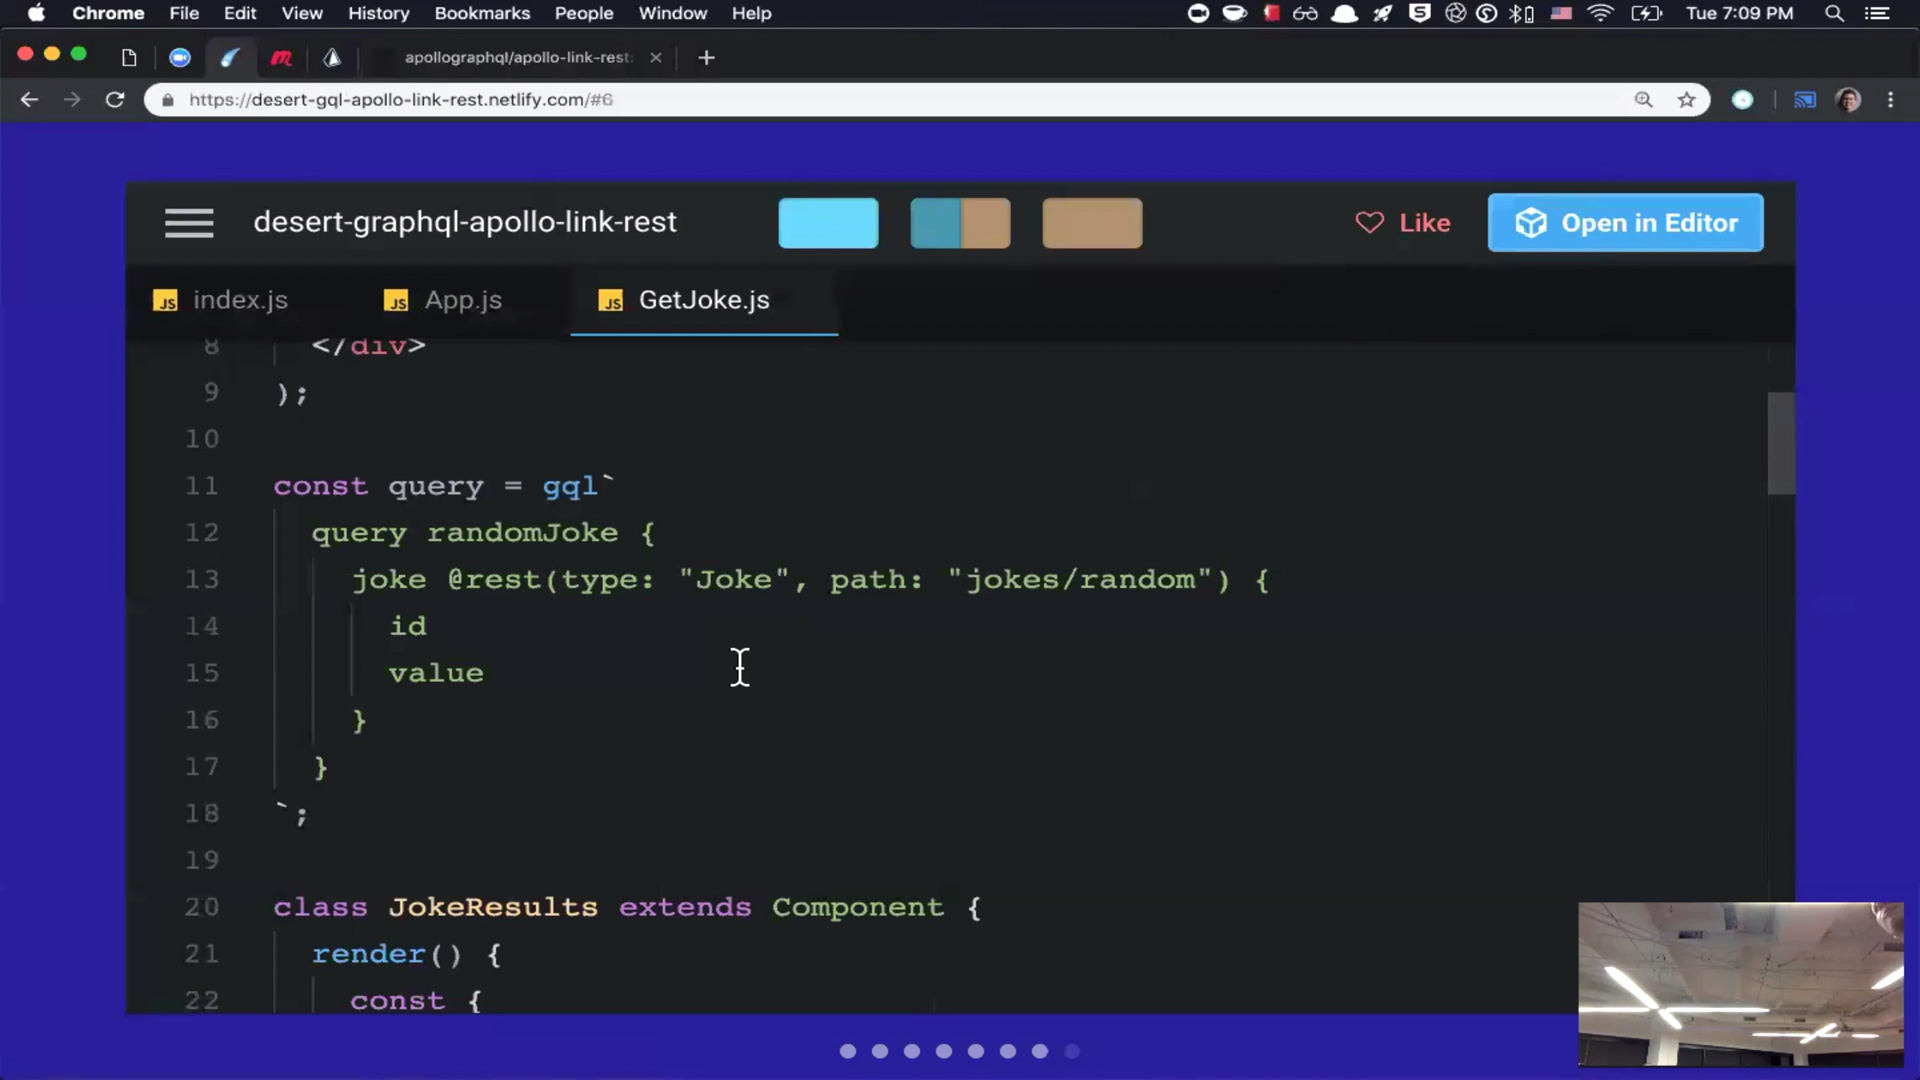 Chrome File Edit View History Bookmarks People Window Help Tue 7:09 PM
apollographql/apollo-link-rest:
https://desert-gql-apollo-link-rest.netlify.com/#6
desert-graphql-apollo-link-rest Like Open in Editor
JS index.js JS App.js JS GetJoke.js
8 </div>
9 );
10
11 const query = gql`
12 query randomJoke {
13 joke @rest(type: "Joke", path: "jokes/random") {
14 id
15 value
16 }
17 }
18 `;
19
20 class JokeResults extends Component {
21 render() {
22 const {